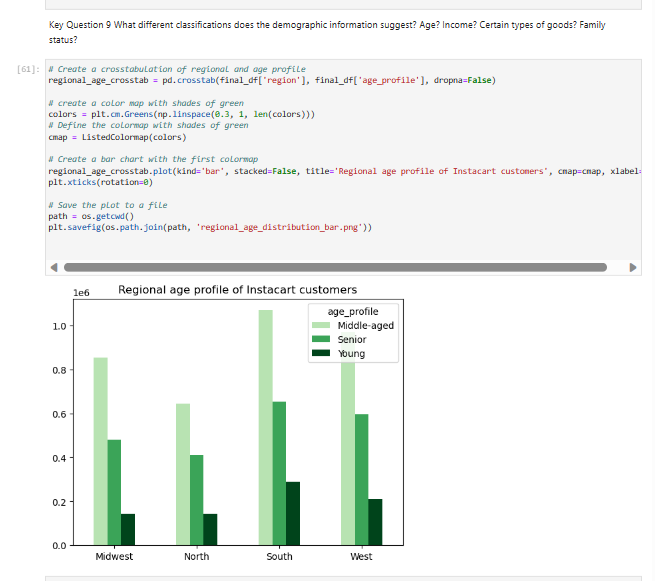 Key Question 9 What different classifications does the demographic information suggest? Age? Income? Certain types of goods? Family
status?
[61]: # Create a crosstabulation of regional and age profile
regional_age_crosstab = pd.crosstab(final_df['region'], final_df['age_profile'], dropna=False)
# create a color map with shades of green
colors = plt.cm.Greens(np.linspace(0.3, 1, len(colors)))
# Define the colormap with shades of green
cmap = ListedColormap(colors)
# Create a bar chart with the first colormap
regional_age_crosstab.plot(kind='bar', stacked=False, title='Regional age profile of Instacart customers', cmap=cmap, xlabel=
plt.xticks(rotation=0)
# Save the plot to a file
path = os.getcwd()
plt.savefig(os.path.join(path, 'regional_age_distribution_bar.png'))
1e6 Regional age profile of Instacart customers
age_profile
Middle-aged
Senior
Young
1.0
0.8
0.6
0.4
0.2
0.0
Midwest North South West